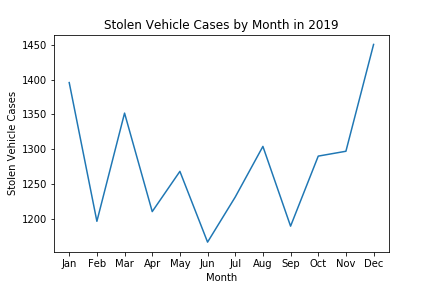 Stolen Vehicle Cases by Month in 2019
Stolen Vehicle Cases
1450
1400
1350
1300
1250
1200
Jan Feb Mar Apr May Jun Jul Aug Sep Oct Nov Dec
Month